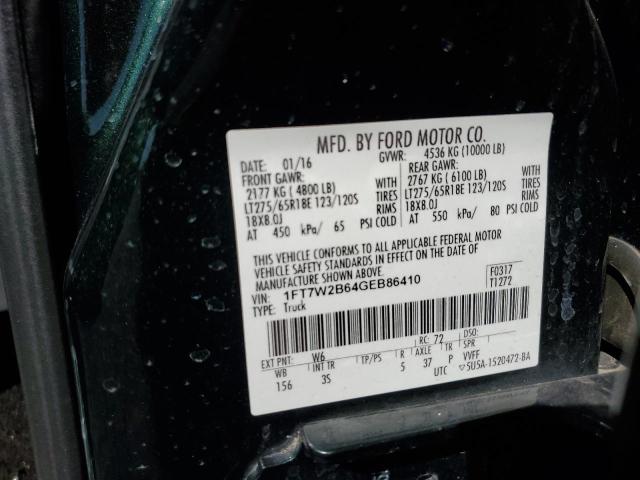 MFD. BY FORD MOTOR CO.
DATE: 01/16 GVWR: 4536 KG (10000 LB)
FRONT GAWR: REAR GAWR:
2177 KG ( 4800 LB) WITH 2767 KG ( 6100 LB) WITH
LT275/65R18E 123/120S TIRES LT275/65R18E 123/120S TIRES
18X8.0J RIMS 18X8.0J RIMS
AT 450 kPa/ 65 PSI COLD AT 550 kPa/ 80 PSI COLD
THIS VEHICLE CONFORMS TO ALL APPLICABLE FEDERAL MOTOR
VEHICLE SAFETY STANDARDS IN EFFECT ON THE DATE OF
MANUFACTURE SHOWN ABOVE.
VIN: 1FT7W2B64GEB86410 F0317
TYPE: Truck T1272
EXT PNT: W6 RC: 72 DSO:
WB INT TR TP/PS R AXLE TR SPR
156 3S 5 37 P VVFF
UTC ▽5U5A-1520472-BA